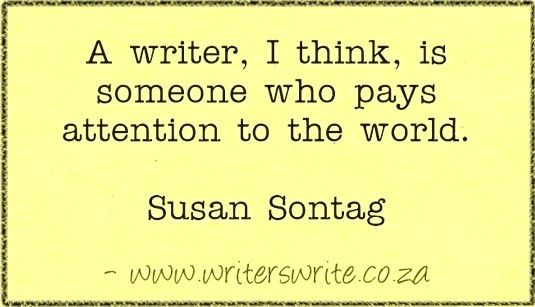 A writer, I think, is
someone who pays
attention to the world.
Susan Sontag
- www.writerswrite.co.za